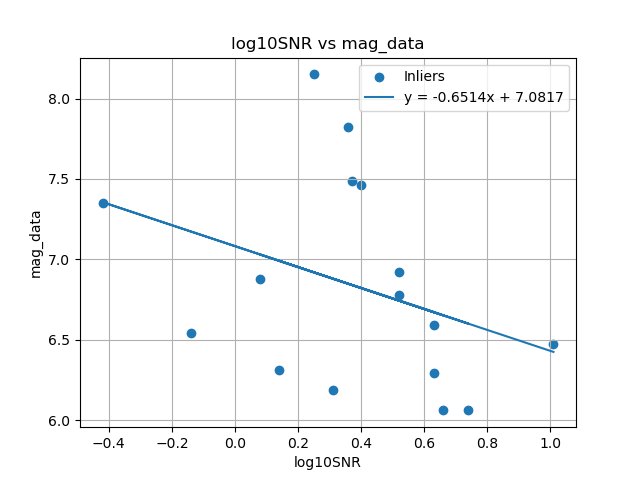 log10SNR vs mag_data
Inliers
y = -0.6514x + 7.0817
8.0
7.5
7.0
6.5
6.0
mag_data
−0.4 −0.2 0.0 0.2 0.4 0.6 0.8 1.0
log10SNR